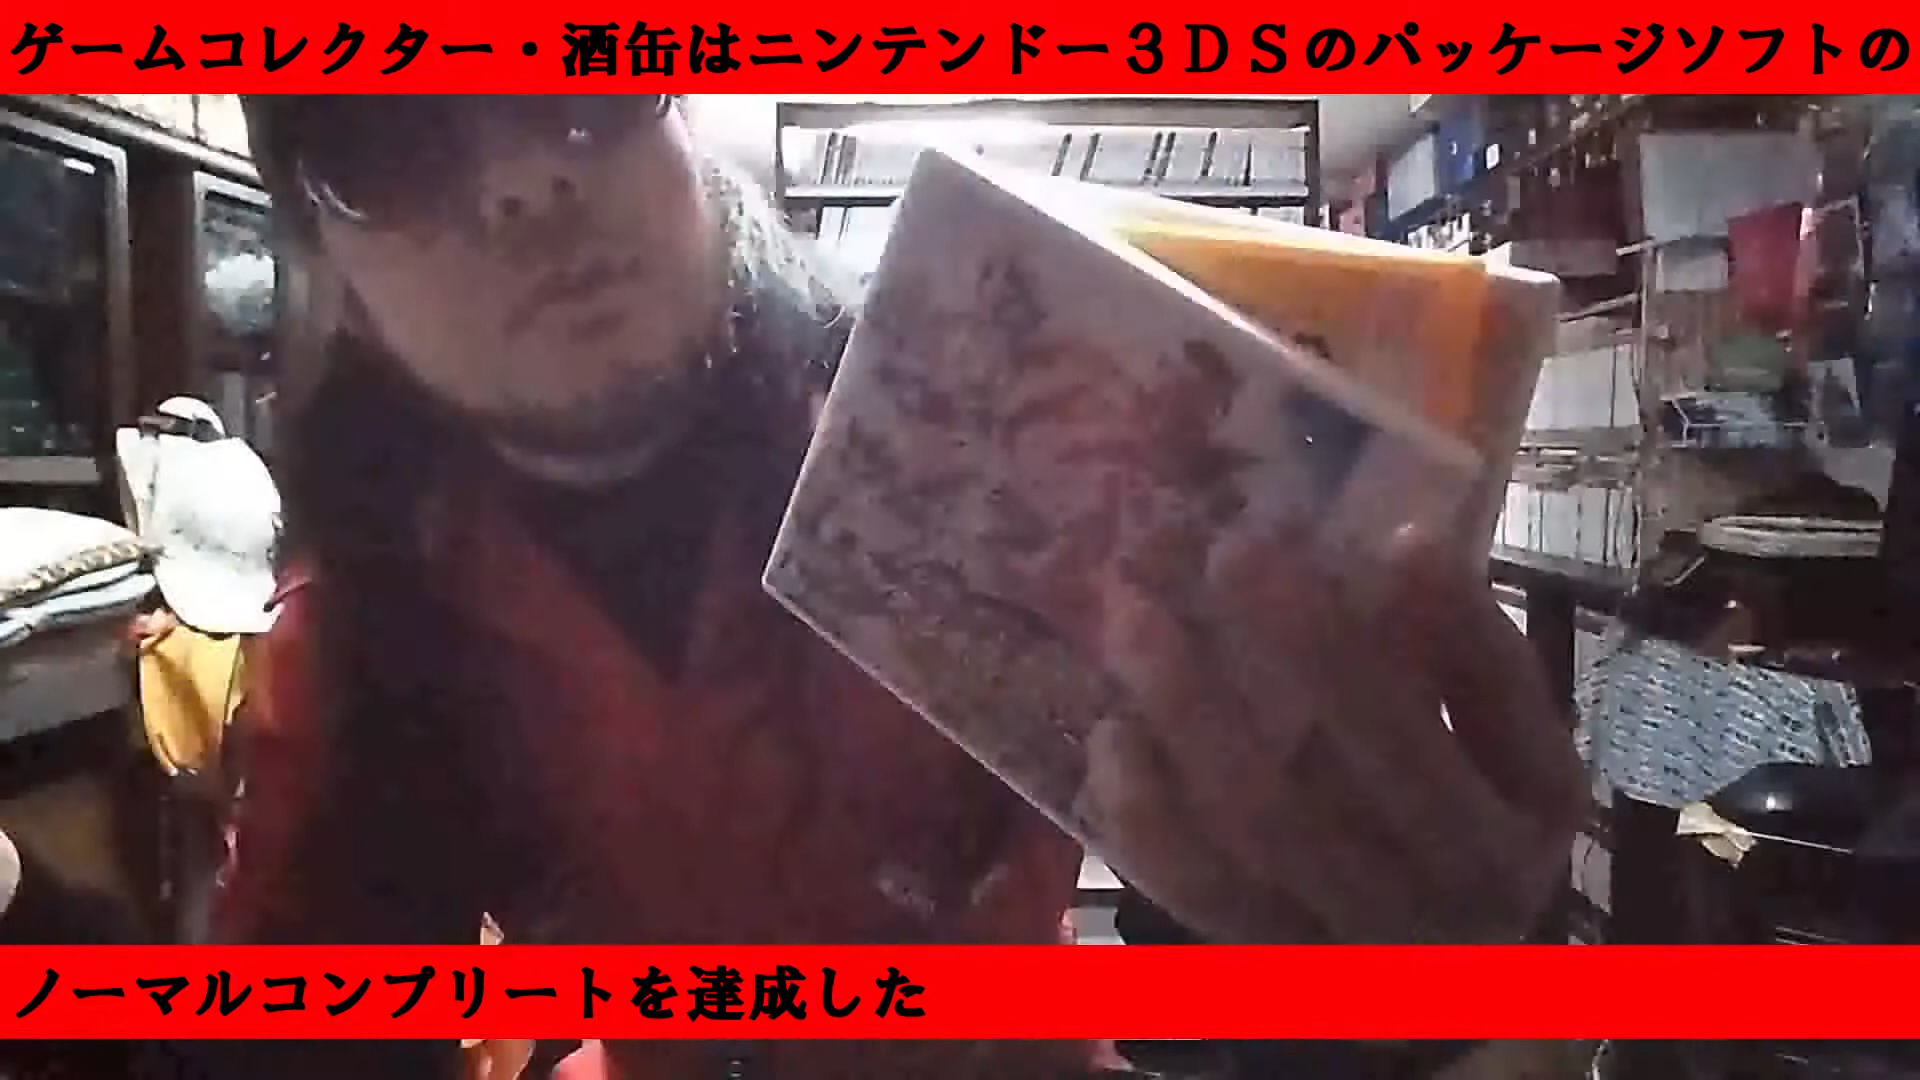 ゲームコレクター・酒缶はニンテンドー３ＤＳのパッケージソフトの
ノーマルコンプリートを達成した